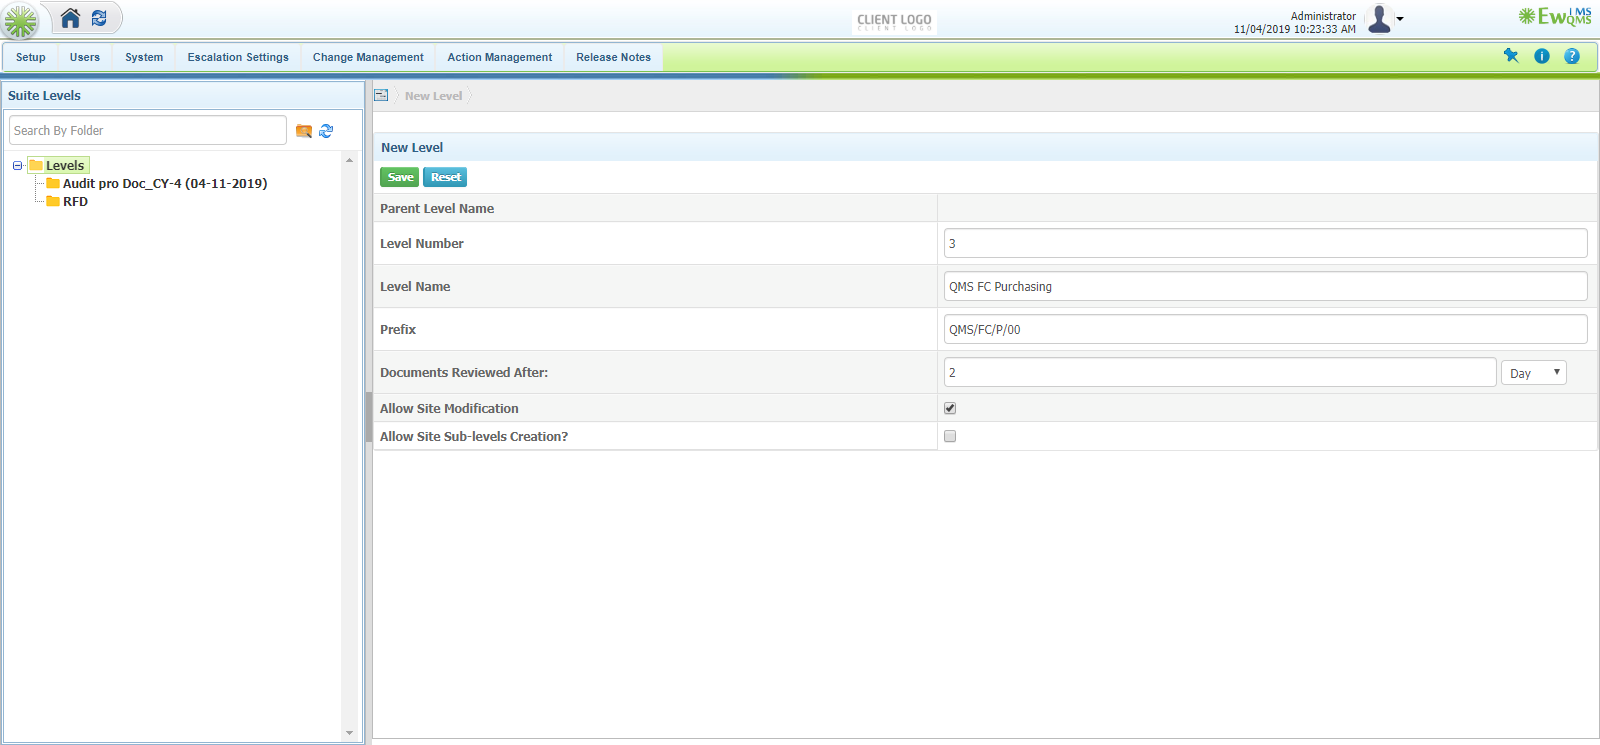 CLIENT LOGO
CLIENT LOGO
Administrator
11/04/2019 10:23:33 AM
Ew IMS
QMS
Setup Users System Escalation Settings Change Management Action Management Release Notes
Suite Levels
New Level
Search By Folder
Levels
Audit pro Doc_CY-4 (04-11-2019)
RFD
New Level
Save Reset
Parent Level Name
Level Number 3
Level Name QMS FC Purchasing
Prefix QMS/FC/P/00
Documents Reviewed After: 2 Day
Allow Site Modification
Allow Site Sub-levels Creation?